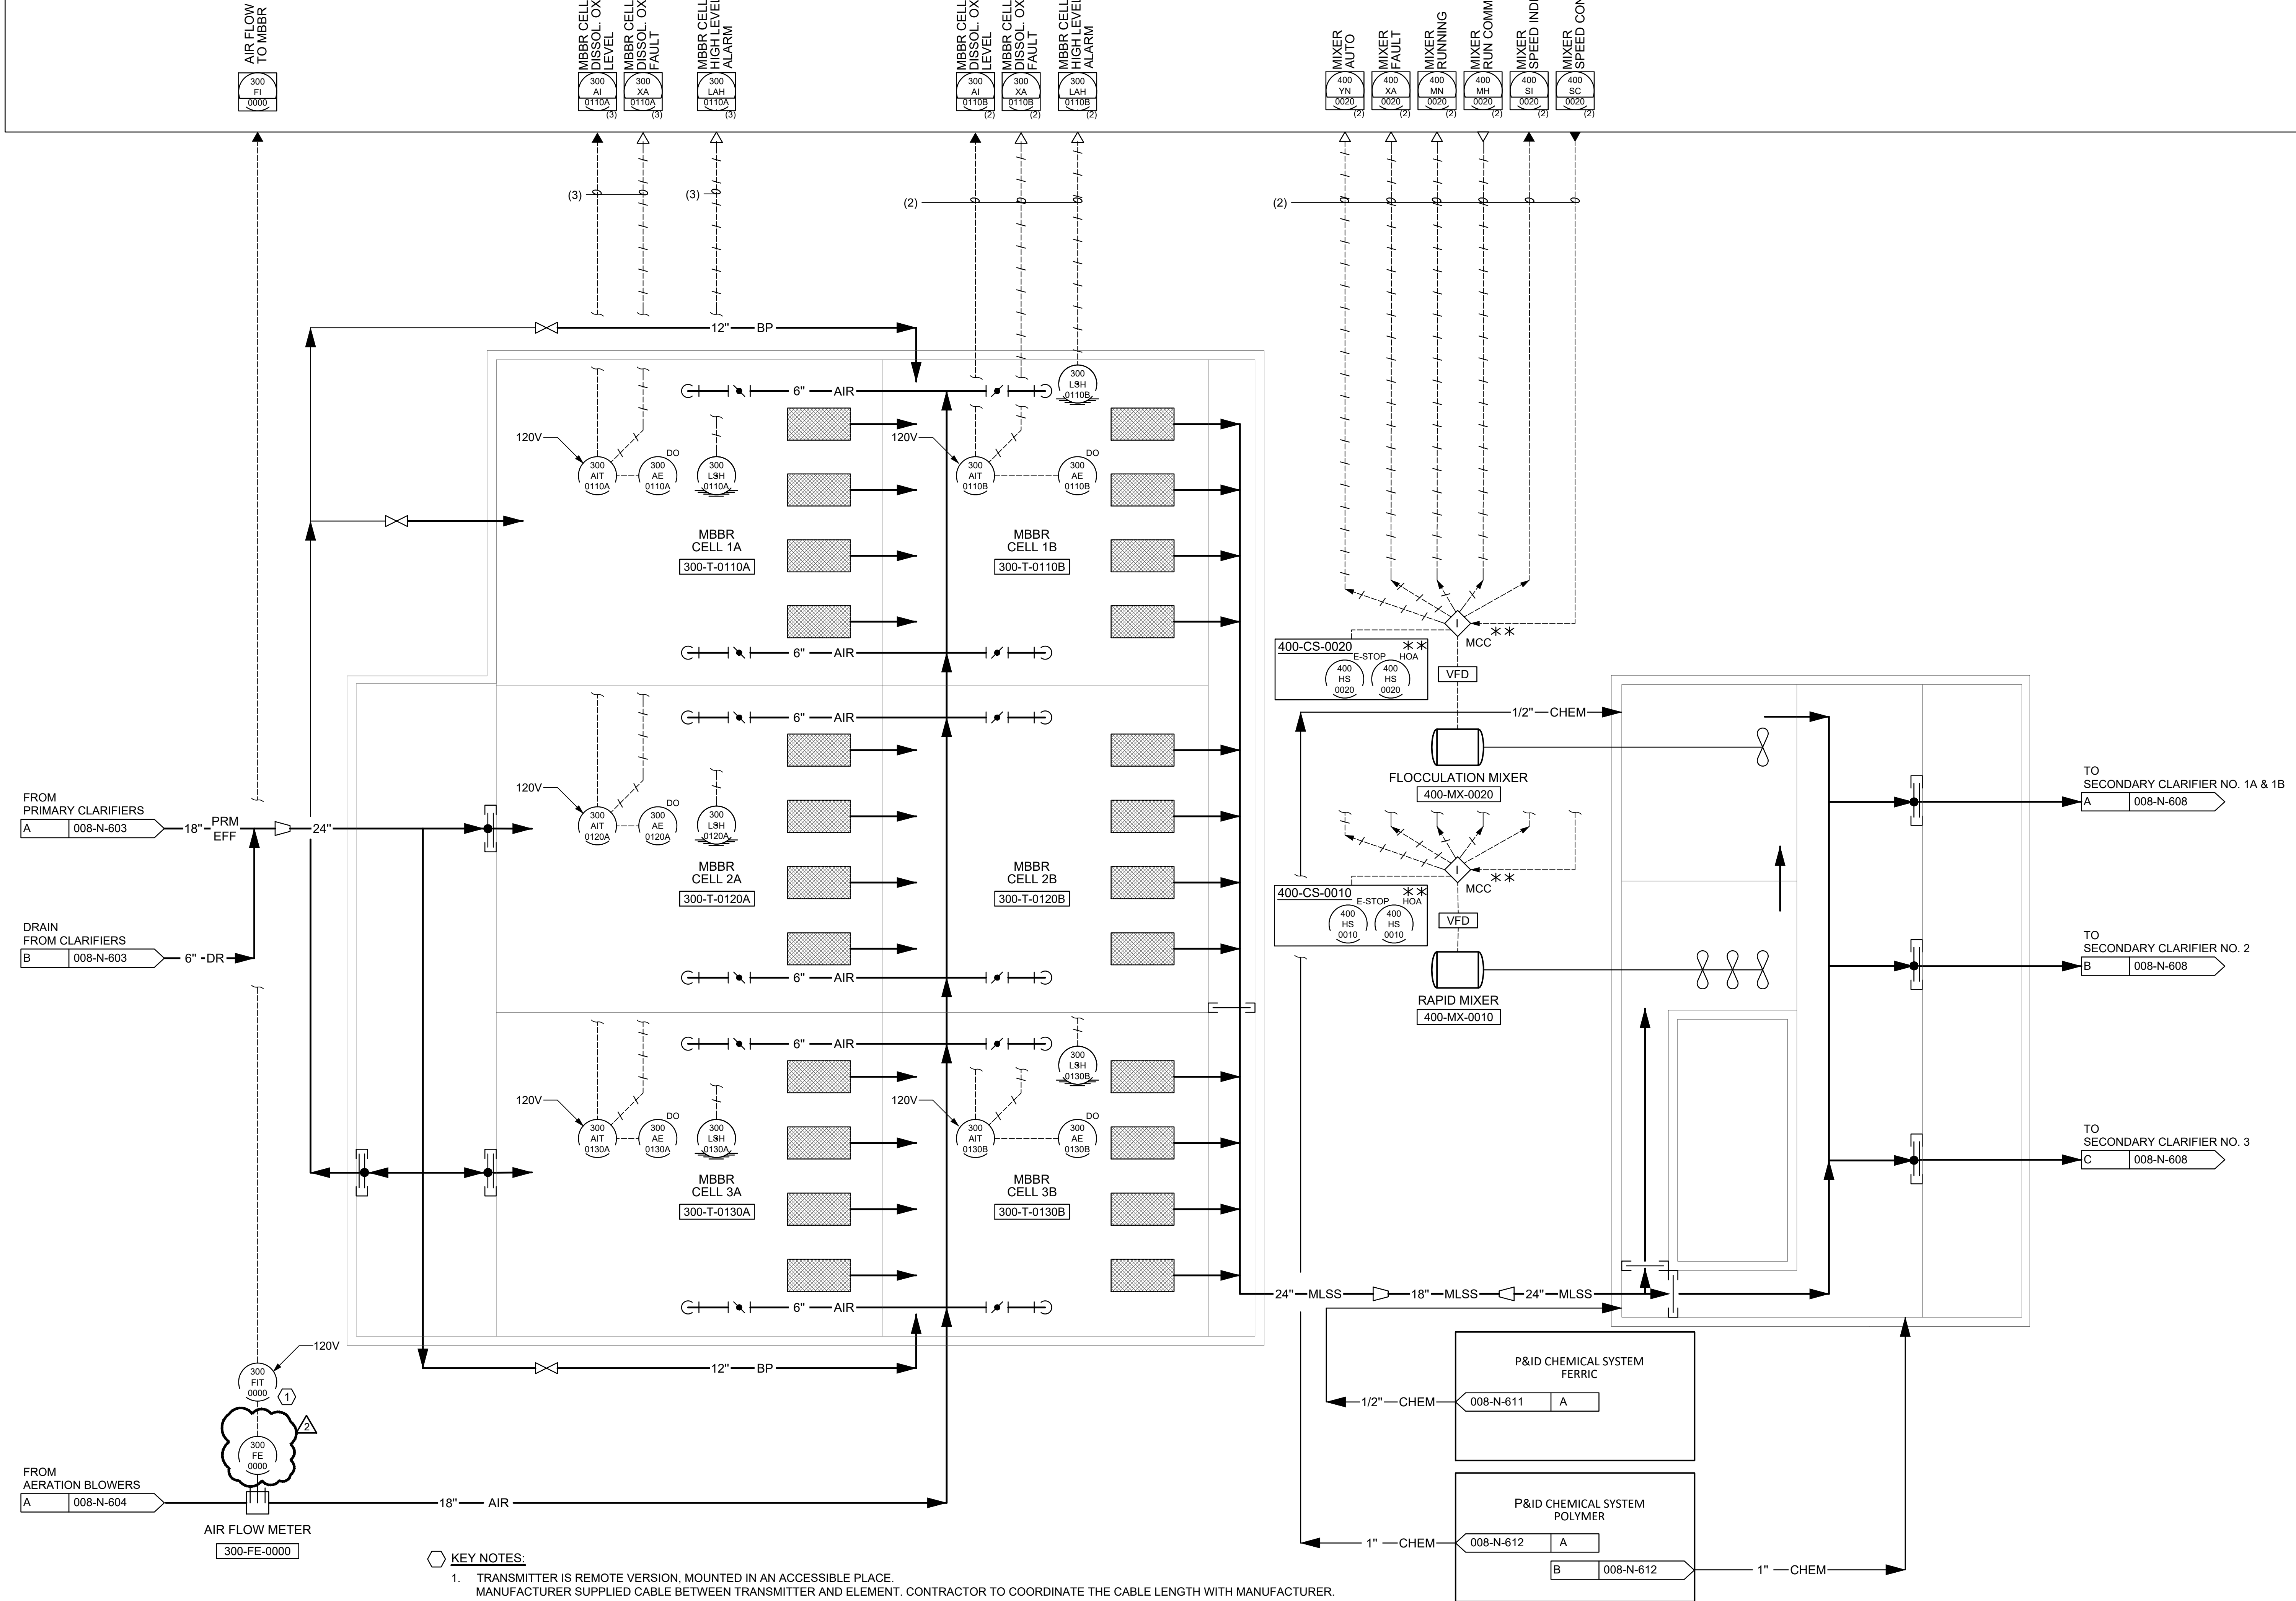 AIR FLOW
TO MBBR
MBBR CELL
DISSOL. OX
LEVEL
MBBR CELL
DISSOL. OX
FAULT
MBBR CELL
HIGH LEVEL
ALARM
MBBR CELL
DISSOL. OX
LEVEL
MBBR CELL
DISSOL. OX
FAULT
MBBR CELL
HIGH LEVEL
ALARM
MIXER
AUTO
MIXER
FAULT
MIXER
RUNNING
MIXER
RUN COMM
MIXER
SPEED INDI
MIXER
SPEED CON
300
FI
0000
300
AI
0110A
(3)
300
XA
0110A
(3)
300
LAH
0110A
(3)
300
AI
0110B
(2)
300
XA
0110B
(2)
300
LAH
0110B
(2)
400
YN
0020
(2)
400
XA
0020
(2)
400
MN
0020
(2)
400
MH
0020
(2)
400
SI
0020
(2)
400
SC
0020
(2)
(3)
(3)
(2)
(2)
12" BP
6" AIR
300
LSH
0110B
120V
300
AIT
0110A
DO
300
AE
0110A
300
LSH
0110A
120V
300
AIT
0110B
DO
300
AE
0110B
MBBR
CELL 1A
300-T-0110A
MBBR
CELL 1B
300-T-0110B
6" AIR
6" AIR
120V
300
AIT
0120A
DO
300
AE
0120A
300
LSH
0120A
MBBR
CELL 2A
300-T-0120A
MBBR
CELL 2B
300-T-0120B
6" AIR
6" AIR
300
LSH
0130B
120V
300
AIT
0130A
DO
300
AE
0130A
300
LSH
0130A
120V
300
AIT
0130B
DO
300
AE
0130B
MBBR
CELL 3A
300-T-0130A
MBBR
CELL 3B
300-T-0130B
6" AIR
12" BP
FROM
PRIMARY CLARIFIERS
A 008-N-603
18" PRM
EFF
24"
DRAIN
FROM CLARIFIERS
B 008-N-603
6" DR
120V
300
FIT
0000
1
2
300
FE
0000
FROM
AERATION BLOWERS
A 008-N-604
18" AIR
AIR FLOW METER
300-FE-0000
I
MCC
400-CS-0020
E-STOP HOA
400
HS
0020
400
HS
0020
VFD
1/2" CHEM
FLOCCULATION MIXER
400-MX-0020
I
MCC
400-CS-0010
E-STOP HOA
400
HS
0010
400
HS
0010
VFD
RAPID MIXER
400-MX-0010
TO
SECONDARY CLARIFIER NO. 1A & 1B
A 008-N-608
TO
SECONDARY CLARIFIER NO. 2
B 008-N-608
TO
SECONDARY CLARIFIER NO. 3
C 008-N-608
24" MLSS 18" MLSS 24" MLSS
P&ID CHEMICAL SYSTEM
FERRIC
1/2" CHEM
008-N-611 A
P&ID CHEMICAL SYSTEM
POLYMER
1" CHEM
008-N-612 A
B 008-N-612
1" CHEM
KEY NOTES:
1. TRANSMITTER IS REMOTE VERSION, MOUNTED IN AN ACCESSIBLE PLACE.
MANUFACTURER SUPPLIED CABLE BETWEEN TRANSMITTER AND ELEMENT. CONTRACTOR TO COORDINATE THE CABLE LENGTH WITH MANUFACTURER.